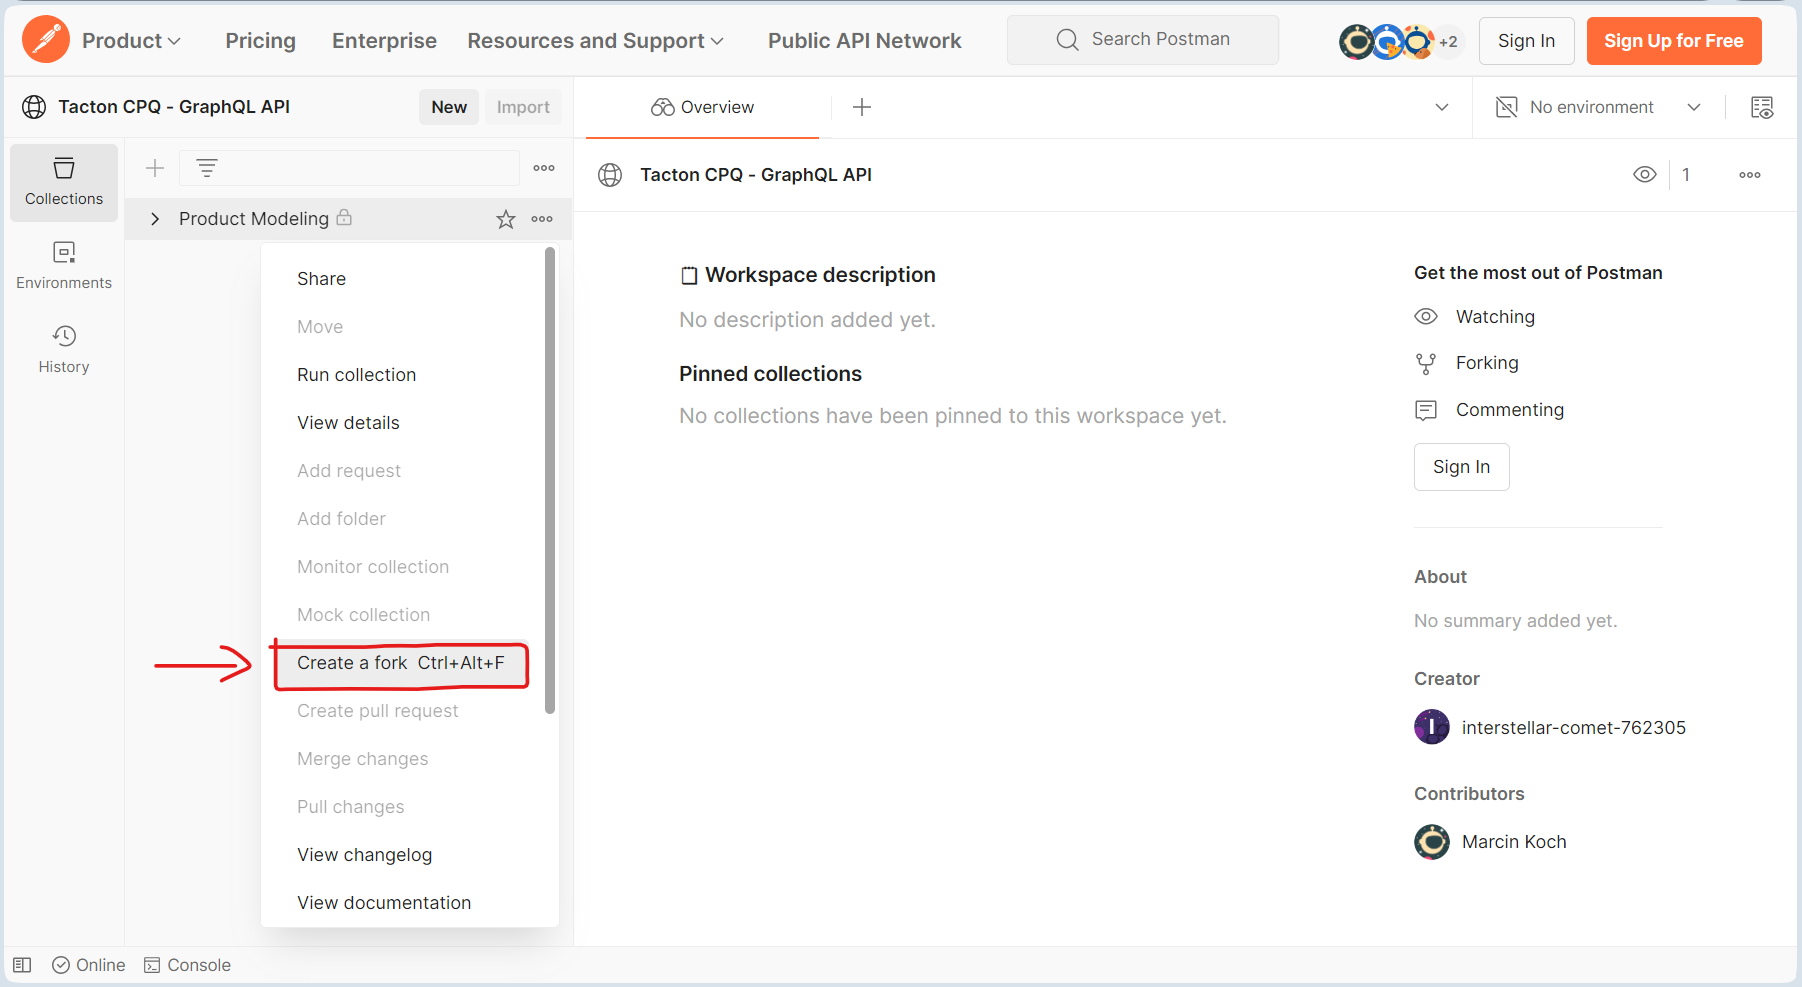 Product
Pricing
Enterprise
Resources and Support
Public API Network
Search Postman
+2
Sign In
Sign Up for Free
Tacton CPQ - GraphQL API
New
Import
Overview
No environment
Collections
Environments
History
Product Modeling
Share
Move
Run collection
View details
Add request
Add folder
Monitor collection
Mock collection
Create a fork Ctrl+Alt+F
Create pull request
Merge changes
Pull changes
View changelog
View documentation
Tacton CPQ - GraphQL API
1
Workspace description
No description added yet.
Pinned collections
No collections have been pinned to this workspace yet.
Get the most out of Postman
Watching
Forking
Commenting
Sign In
About
No summary added yet.
Creator
I
interstellar-comet-762305
Contributors
Marcin Koch
Online
Console